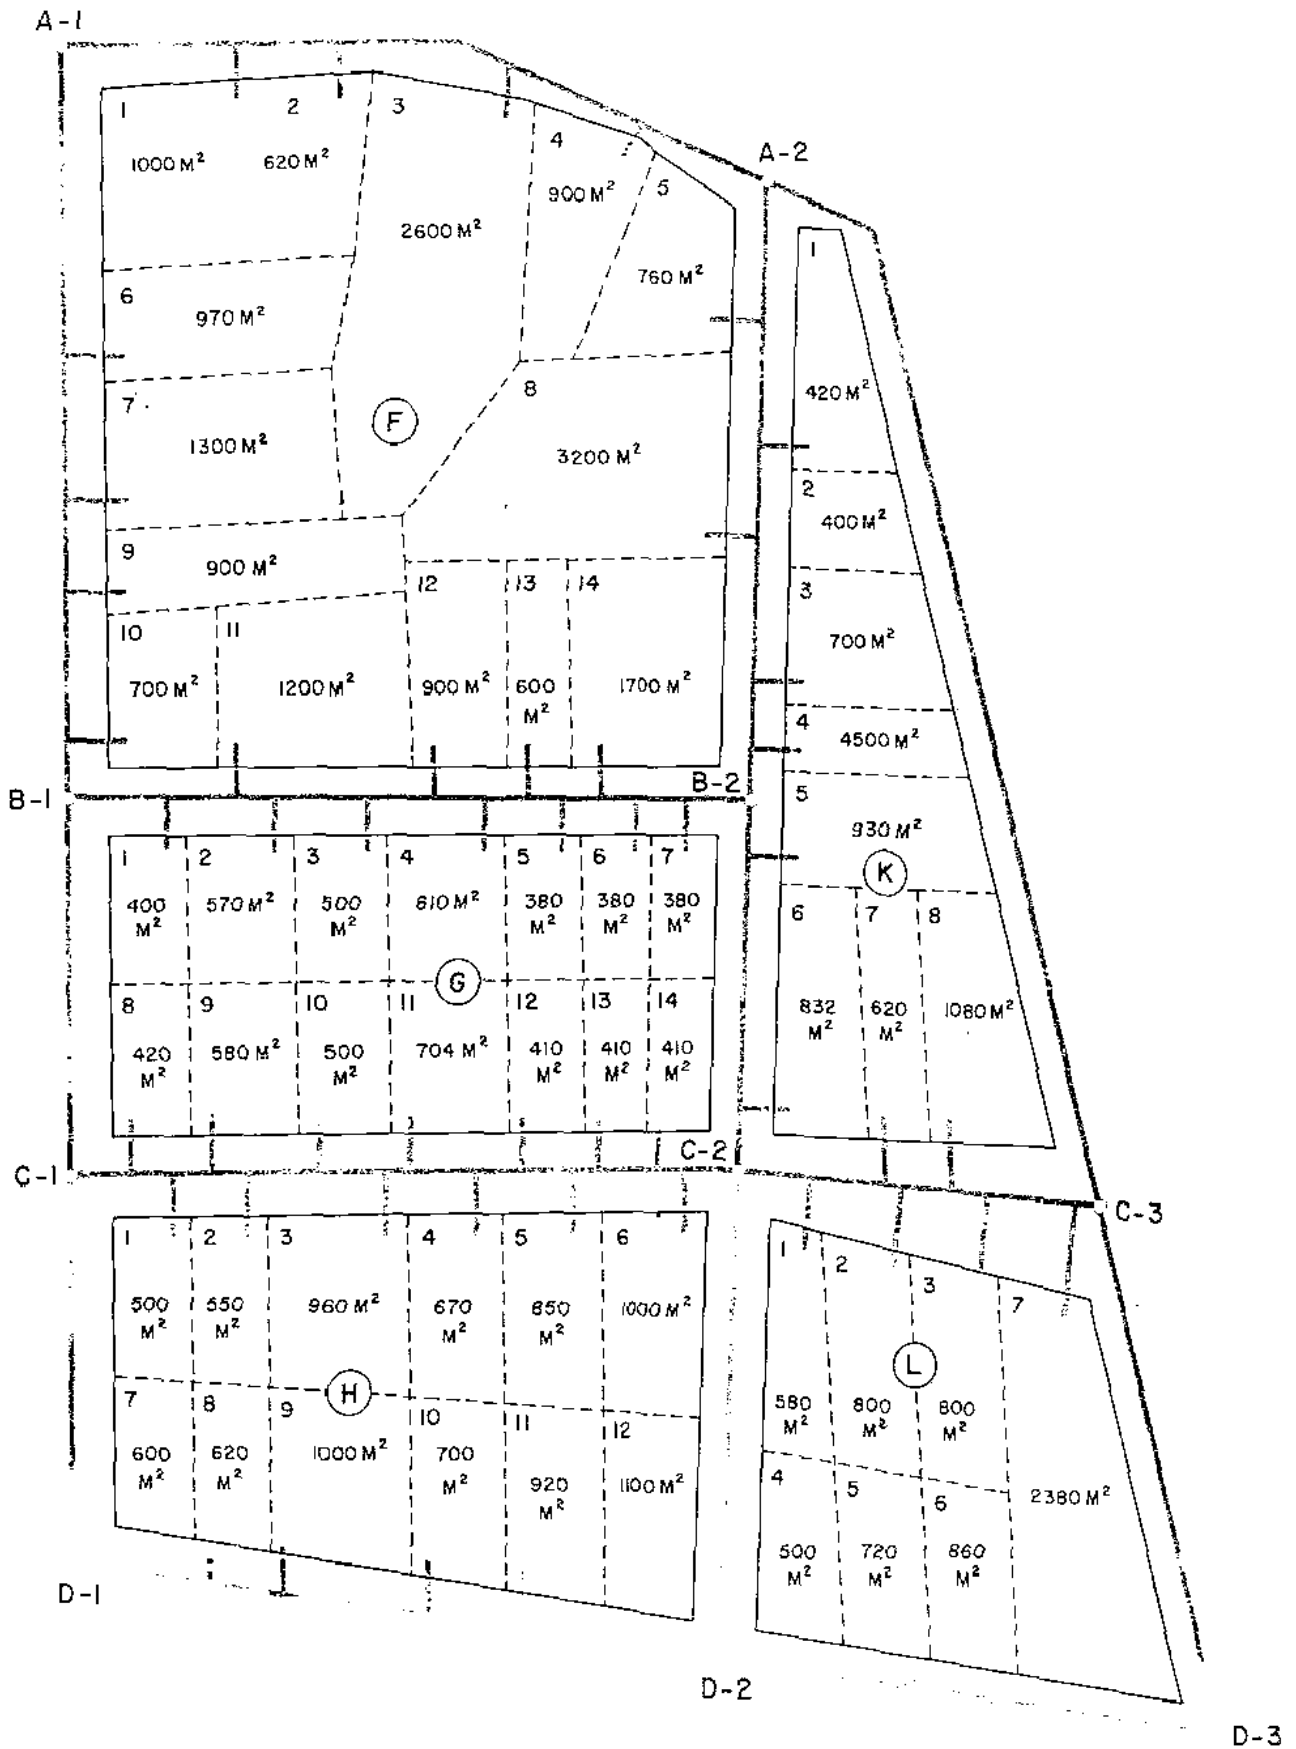 A-1
1
2
3
4
1000 M²
620 M²
A-2
900 M²
5
2600 M²
1
760 M²
6
970 M²
8
420 M²
7
F
1300 M²
3200 M²
2
400 M²
9
900 M²
12
13
14
3
10
11
700 M²
700 M²
1200 M²
900 M²
600
M²
1700 M²
4
4500 M²
B-2
B-1
5
930 M²
1
2
3
4
5
6
7
K
400
M²
570 M²
500
M²
610 M²
380
M²
380
M²
380
M²
6
7
8
G
8
9
10
11
12
13
14
832
M²
620
M²
1080 M²
420
M²
580 M²
500
M²
704 M²
410
M²
410
M²
410
M²
C-2
C-1
C-3
1
2
3
4
5
6
1
2
3
7
500
M²
550
M²
960 M²
670
M²
850
M²
1000 M²
L
H
7
8
9
10
11
12
580
M²
800
M²
800
M²
600
M²
620
M²
1000 M²
700
M²
920
M²
1100 M²
4
5
6
2380 M²
500
M²
720
M²
860
M²
D-1
D-2
D-3